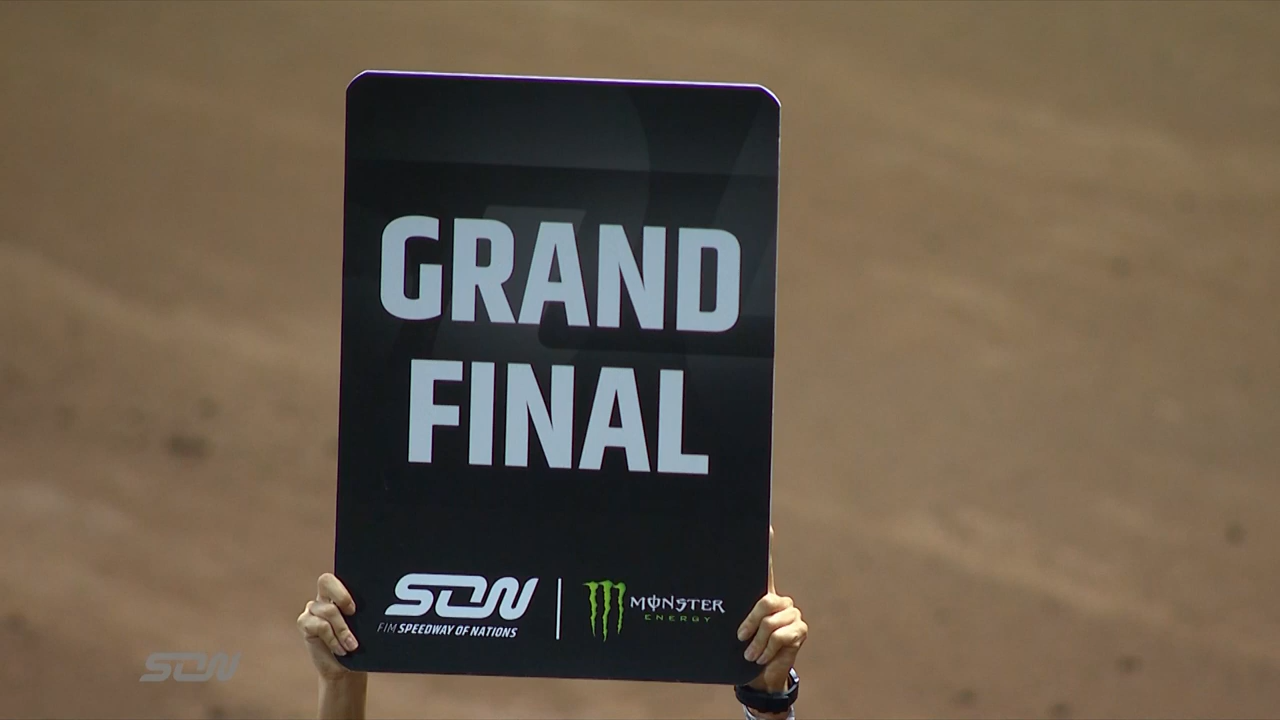 GRAND
FINAL
SON
FIM SPEEDWAY OF NATIONS
MONSTER
ENERGY
SON